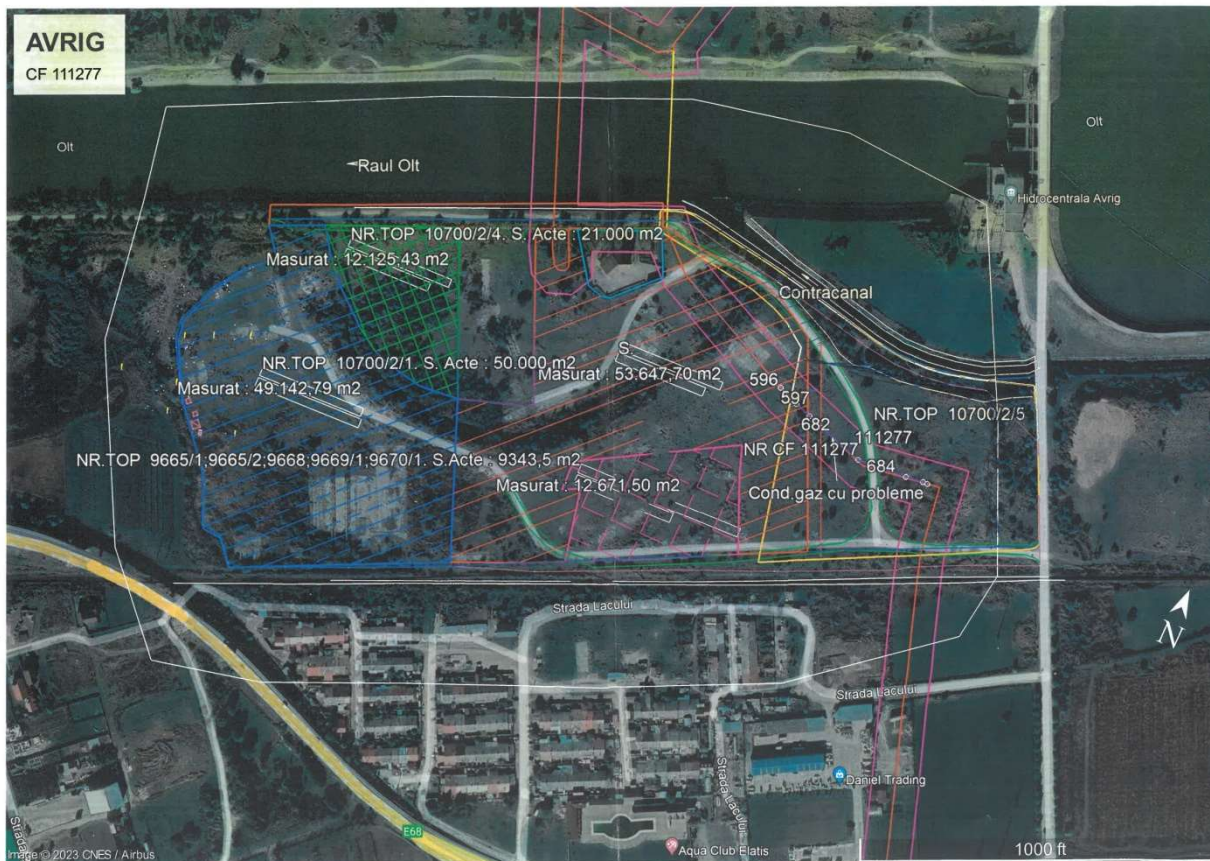 AVRIG
CF 111277
Olt
Raul Olt
Olt
Hidrocentrala Avrig
NR.TOP 10700/2/4. S. Acte : 21.000 m2
Masurat : 12.125,43 m2
Contracanal
NR.TOP 10700/2/1. S. Acte : 50.000 m2
Masurat : 49.142,79 m2
S.
Masurat : 53.647,70 m2
596
597
682
NR.TOP 10700/2/5
111277
NR CF 111277
684
NR.TOP 9665/1;9665/2;9668;9669/1;9670/1. S.Acte : 9343,5 m2
Masurat : 12.671,50 m2
Cond.gaz cu probleme
N
Strada Lacului
Strada Lacului
Strada Lacului
Daniel Trading
E68
Aqua Club Elatis
Strada
Image © 2023 CNES / Airbus
1000 ft